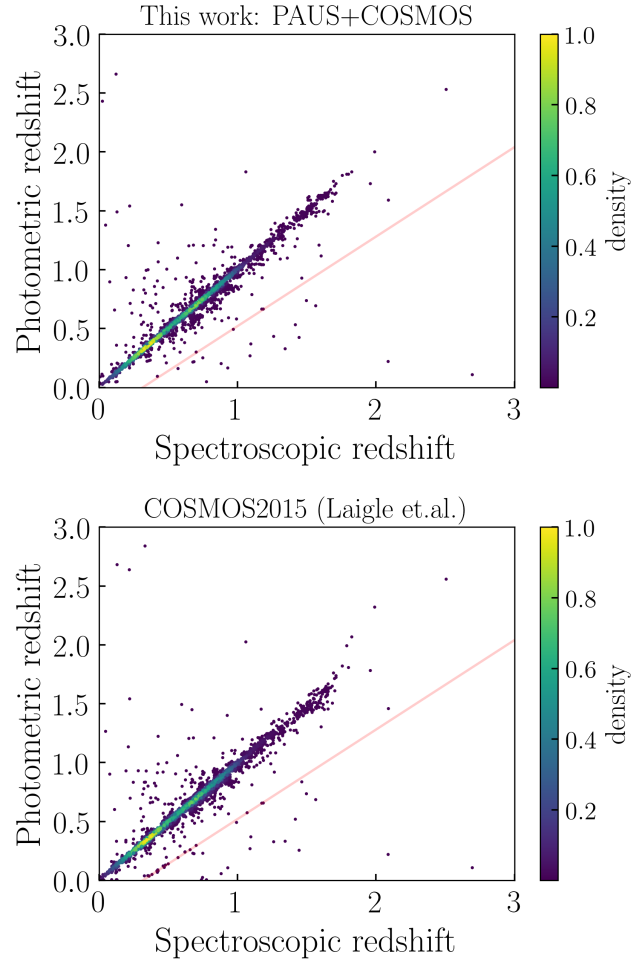 This work: PAUS+COSMOS
3.0
2.5
2.0
1.5
1.0
0.5
0.0
Photometric redshift
0 1 2 3
Spectroscopic redshift
1.0
0.8
0.6
0.4
0.2
density
COSMOS2015 (Laigle et.al.)
3.0
2.5
2.0
1.5
1.0
0.5
0.0
Photometric redshift
0 1 2 3
Spectroscopic redshift
1.0
0.8
0.6
0.4
0.2
density